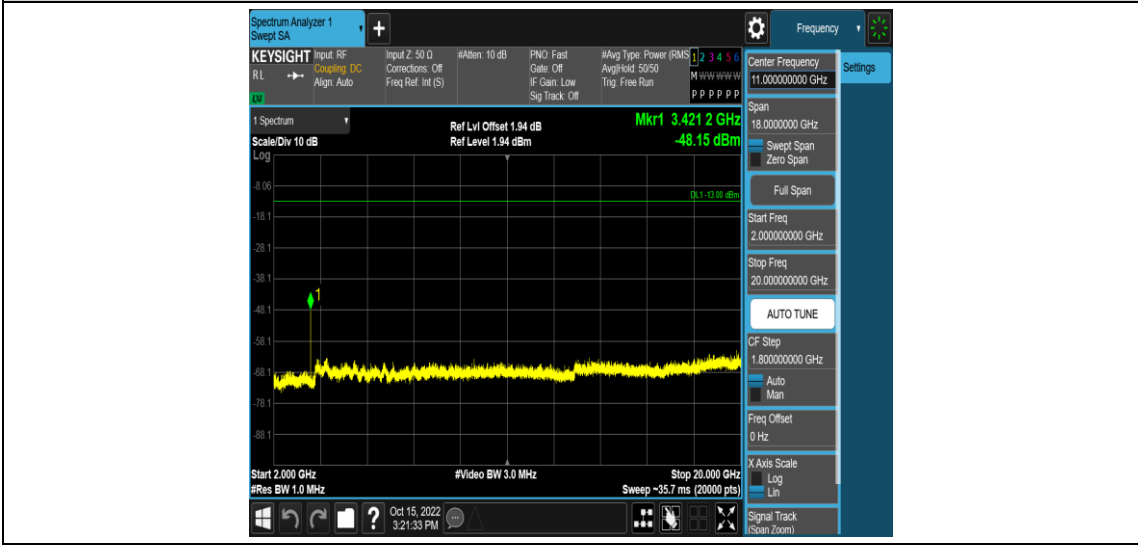 Spectrum Analyzer 1
Swept SA
+
Frequency
KEYSIGHT
RL
LXI
Input: RF
Coupling: DC
Align: Auto
Input Z: 50 Ω
Corrections: Off
Freq Ref: Int (S)
#Atten: 10 dB
PNO: Fast
Gate: Off
IF Gain: Low
Sig Track: Off
#Avg Type: Power (RMS
Avg|Hold: 50/50
Trig: Free Run
1 2 3 4 5 6
M W W W W W
P P P P P P
Center Frequency
11.000000000 GHz
Settings
1 Spectrum
Scale/Div 10 dB
Ref Lvl Offset 1.94 dB
Ref Level 1.94 dBm
Mkr1 3.421 2 GHz
-48.15 dBm
Log
-8.06
-18.1
-28.1
-38.1
-48.1
-58.1
-68.1
-78.1
-88.1
DL1 -13.00 dBm
1
Start 2.000 GHz
#Res BW 1.0 MHz
#Video BW 3.0 MHz
Stop 20.000 GHz
Sweep ~35.7 ms (20000 pts)
Span
18.0000000 GHz
Swept Span
Zero Span
Full Span
Start Freq
2.000000000 GHz
Stop Freq
20.000000000 GHz
AUTO TUNE
CF Step
1.800000000 GHz
Auto
Man
Freq Offset
0 Hz
X Axis Scale
Log
Lin
Signal Track
(Span Zoom)
?
Oct 15, 2022
3:21:33 PM